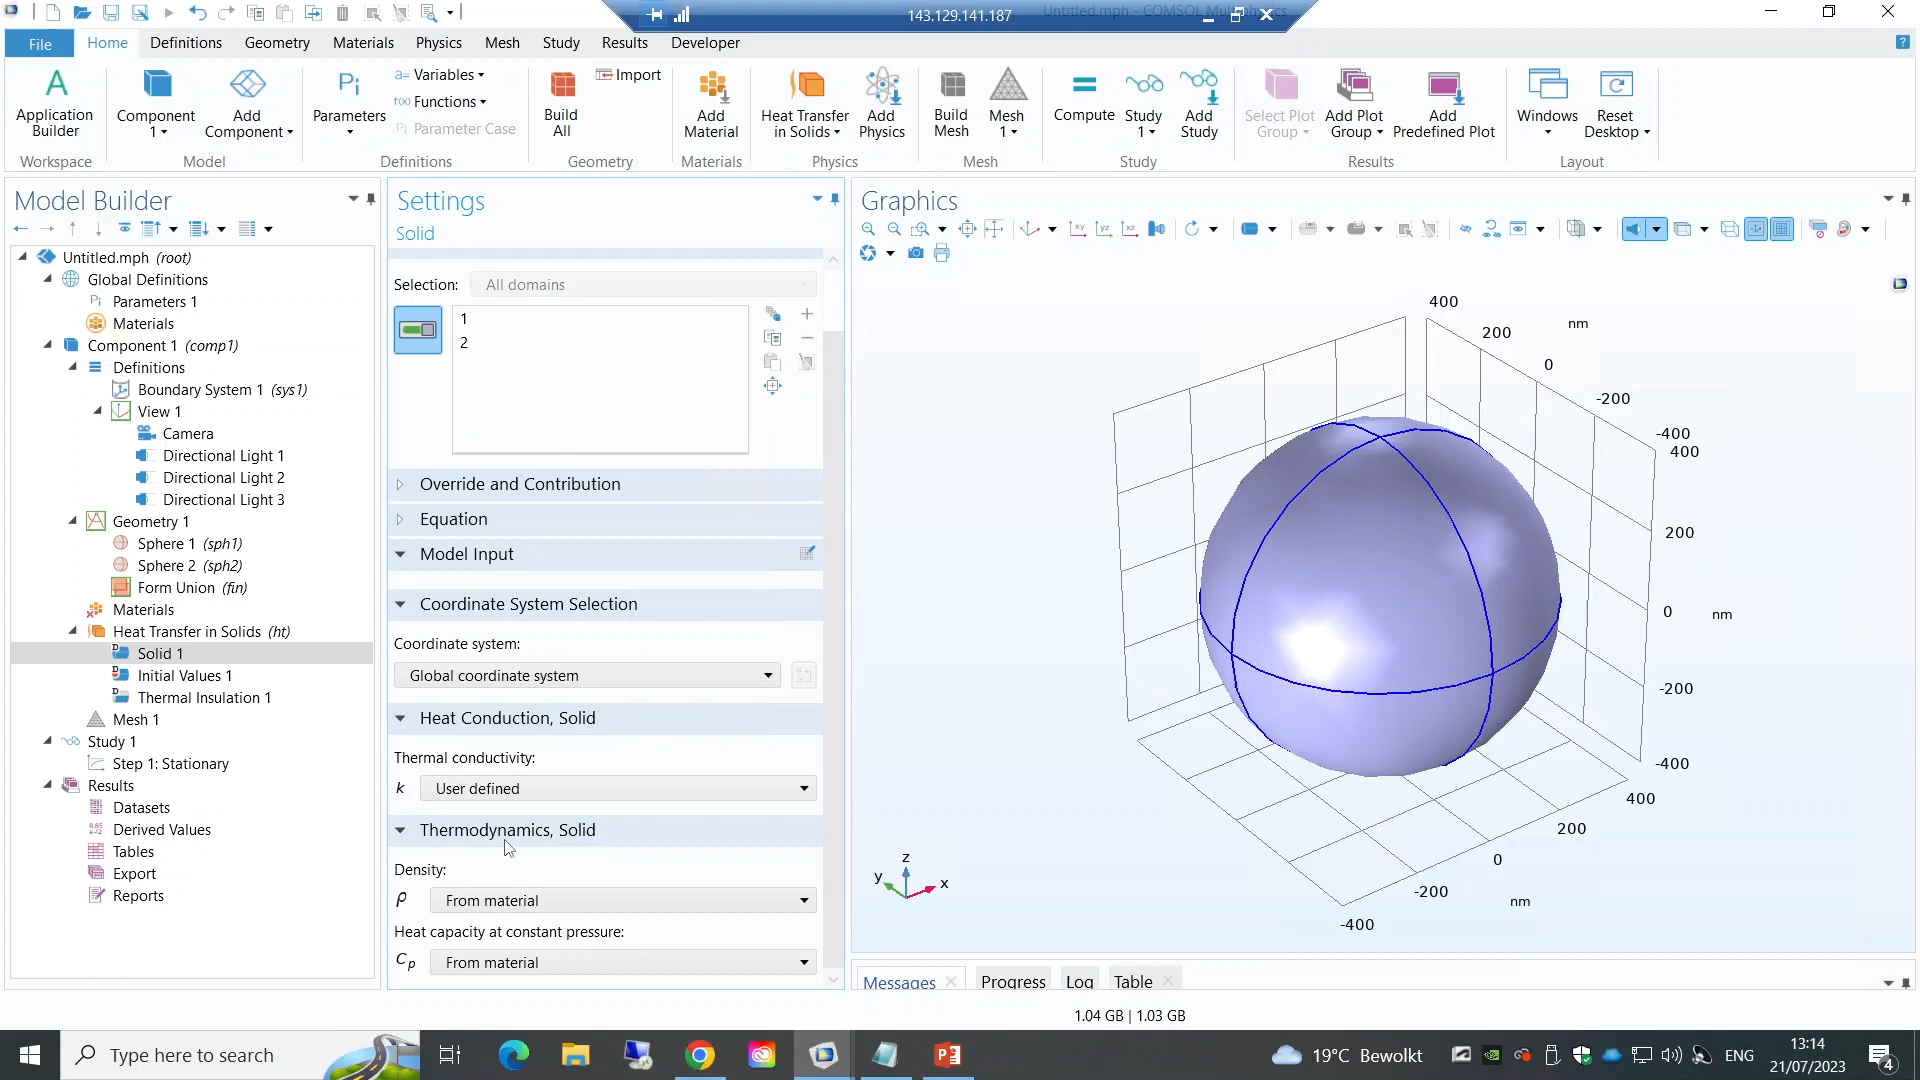 143.129.141.187
Untitled.mph - COMSOL Multiphysics
File Home Definitions Geometry Materials Physics Mesh Study Results Developer
Application Builder
Component 1
Add Component
Pi Parameters
a= Variables
f(x) Functions
Pi Parameter Case
Build All
Import
Add Material
Heat Transfer in Solids
Add Physics
Build Mesh
Mesh 1
Compute
Study 1
Add Study
Select Plot Group
Add Plot Group
Add Predefined Plot
Windows
Reset Desktop
Workspace Model Definitions Geometry Materials Physics Mesh Study Results Layout
Model Builder
Untitled.mph (root)
Global Definitions
Pi Parameters 1
Materials
Component 1 (comp1)
Definitions
Boundary System 1 (sys1)
View 1
Camera
Directional Light 1
Directional Light 2
Directional Light 3
Geometry 1
Sphere 1 (sph1)
Sphere 2 (sph2)
Form Union (fin)
Materials
Heat Transfer in Solids (ht)
Solid 1
Initial Values 1
Thermal Insulation 1
Mesh 1
Study 1
Step 1: Stationary
Results
Datasets
Derived Values
Tables
Export
Reports
Settings
Solid
Selection: All domains
1
2
Override and Contribution
Equation
Model Input
Coordinate System Selection
Coordinate system:
Global coordinate system
Heat Conduction, Solid
Thermal conductivity:
k User defined
Thermodynamics, Solid
Density:
ρ From material
Heat capacity at constant pressure:
Cp From material
Graphics
xy yz xz
400
200 nm
0
-200
-400
400
200
0 nm
-200
-400
400
200
0
-200 nm
-400
z
y x
Messages Progress Log Table
1.04 GB | 1.03 GB
Type here to search
19°C Bewolkt
ENG
13:14
21/07/2023
4